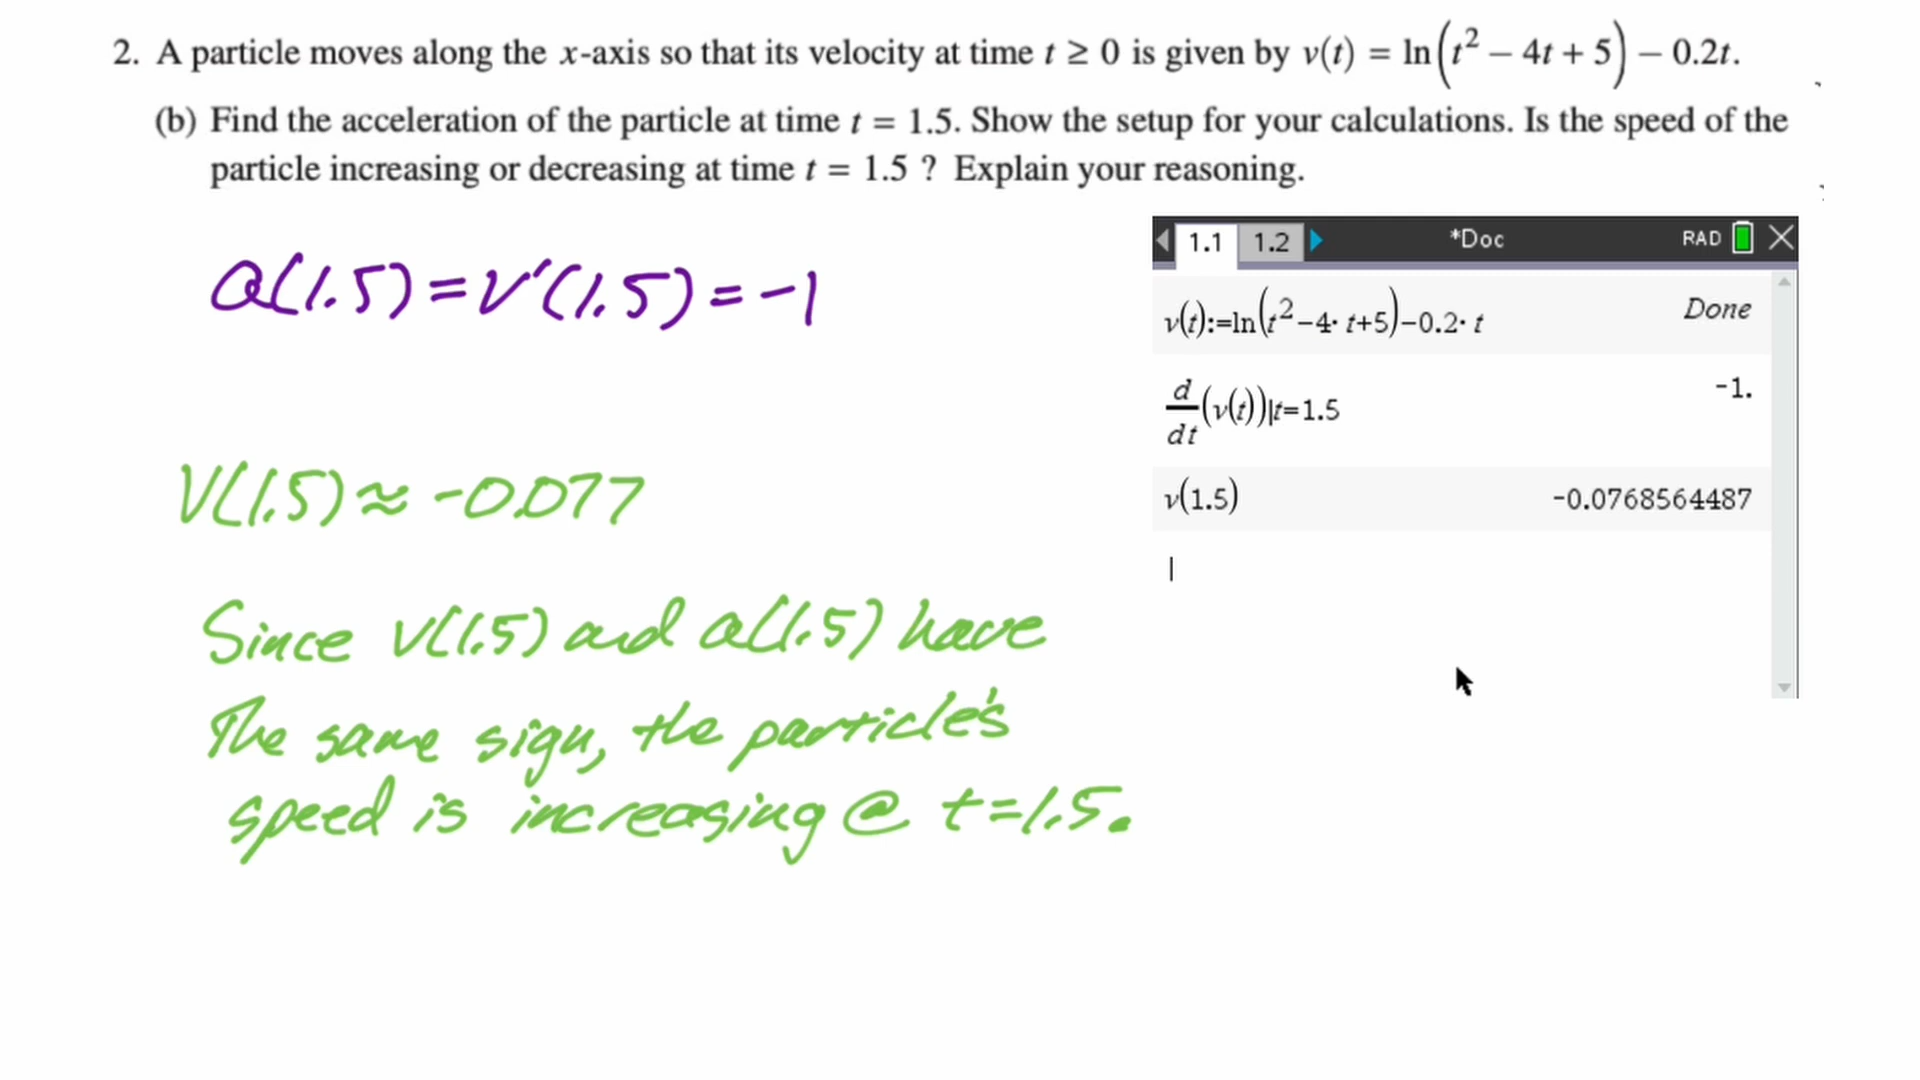 2. A particle moves along the x-axis so that its velocity at time t ≥ 0 is given by v(t) = ln(t² – 4t + 5) – 0.2t.
(b) Find the acceleration of the particle at time t = 1.5. Show the setup for your calculations. Is the speed of the
particle increasing or decreasing at time t = 1.5 ? Explain your reasoning.
1.1 1.2 *Doc RAD
a(1.5)=v'(1.5)=-1
v(t):=ln(t²-4·t+5)-0.2·t Done
d/dt(v(t))|t=1.5 -1.
V(1.5)≈-0.077
v(1.5) -0.0768564487
Since v(1.5) and a(1.5) have
The same sign, the particle's
speed is increasing @ t=1.5.